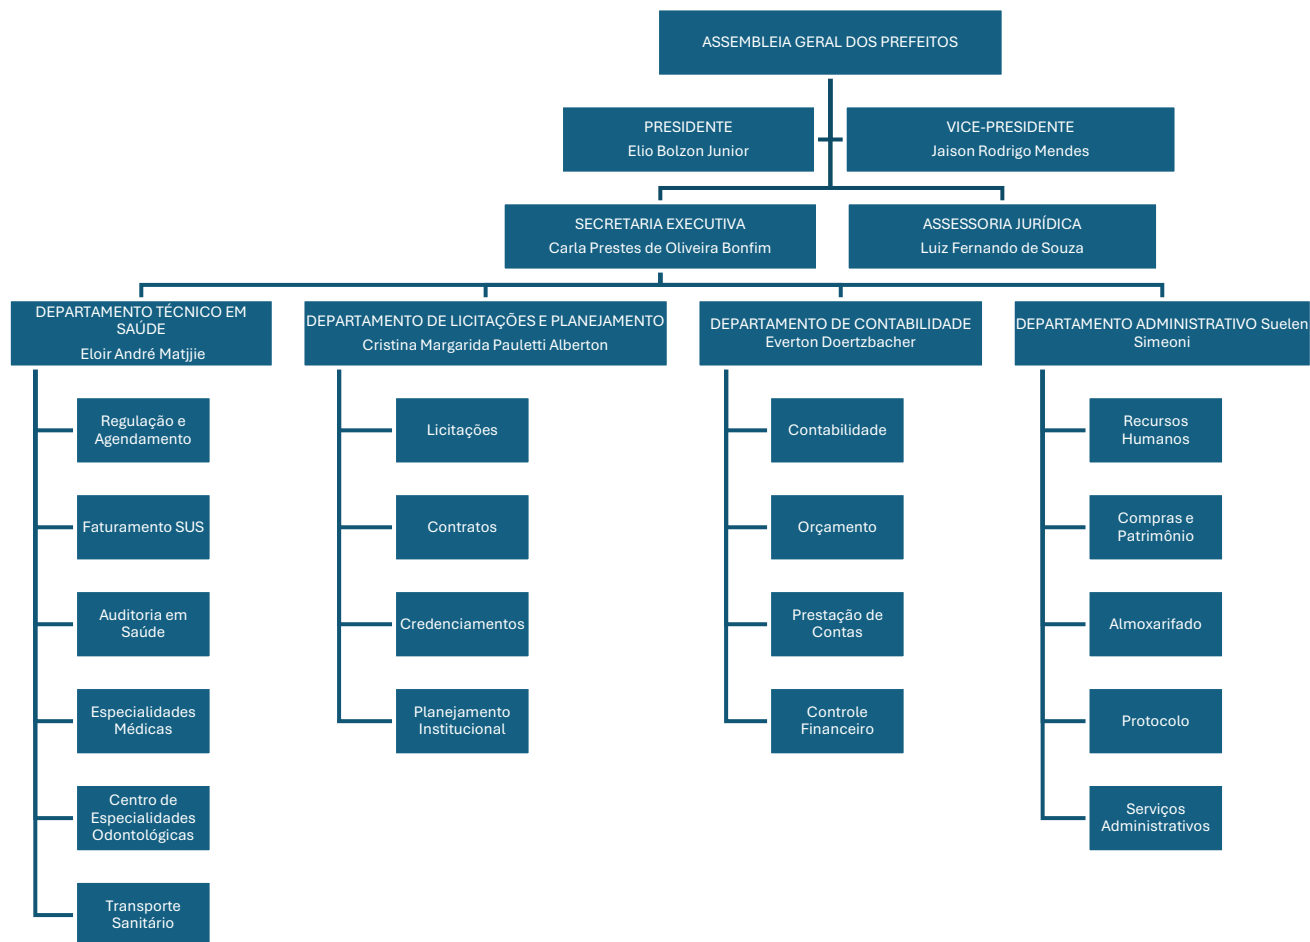 ASSEMBLEIA GERAL DOS PREFEITOS
PRESIDENTE
Elio Bolzon Junior
VICE-PRESIDENTE
Jaison Rodrigo Mendes
SECRETARIA EXECUTIVA
Carla Prestes de Oliveira Bonfim
ASSESSORIA JURÍDICA
Luiz Fernando de Souza
DEPARTAMENTO TÉCNICO EM
SAÚDE
Eloir André Matjjie
Regulação e
Agendamento
Faturamento SUS
Auditoria em
Saúde
Especialidades
Médicas
Centro de
Especialidades
Odontológicas
Transporte
Sanitário
DEPARTAMENTO DE LICITAÇÕES E PLANEJAMENTO
Cristina Margarida Pauletti Alberton
Licitações
Contratos
Credenciamentos
Planejamento
Institucional
DEPARTAMENTO DE CONTABILIDADE
Everton Doertzbacher
Contabilidade
Orçamento
Prestação de
Contas
Controle
Financeiro
DEPARTAMENTO ADMINISTRATIVO Suelen
Simeoni
Recursos
Humanos
Compras e
Patrimônio
Almoxarifado
Protocolo
Serviços
Administrativos